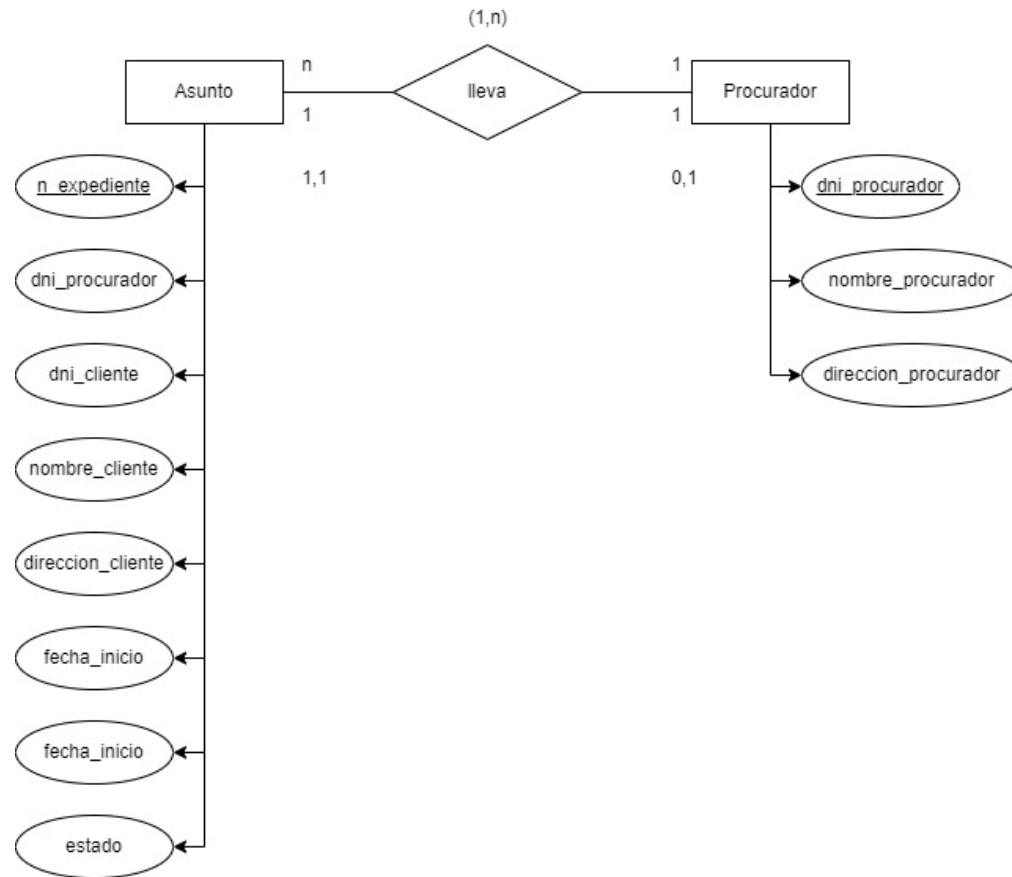 (1,n)
Asunto
n
lleva
1
Procurador
1
1
1,1
0,1
n_expediente
dni_procurador
dni_procurador
nombre_procurador
dni_cliente
direccion_procurador
nombre_cliente
direccion_cliente
fecha_inicio
fecha_inicio
estado